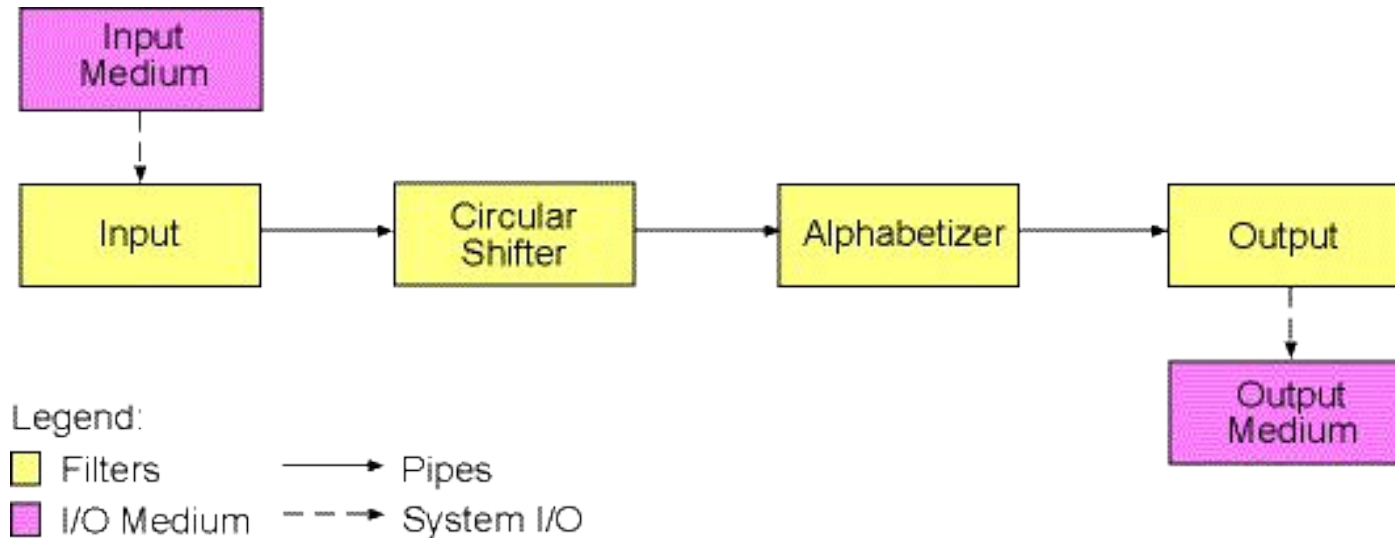 Input
Medium
Input
Circular
Shifter
Alphabetizer
Output
Output
Medium
Legend:
Filters
Pipes
I/O Medium
System I/O